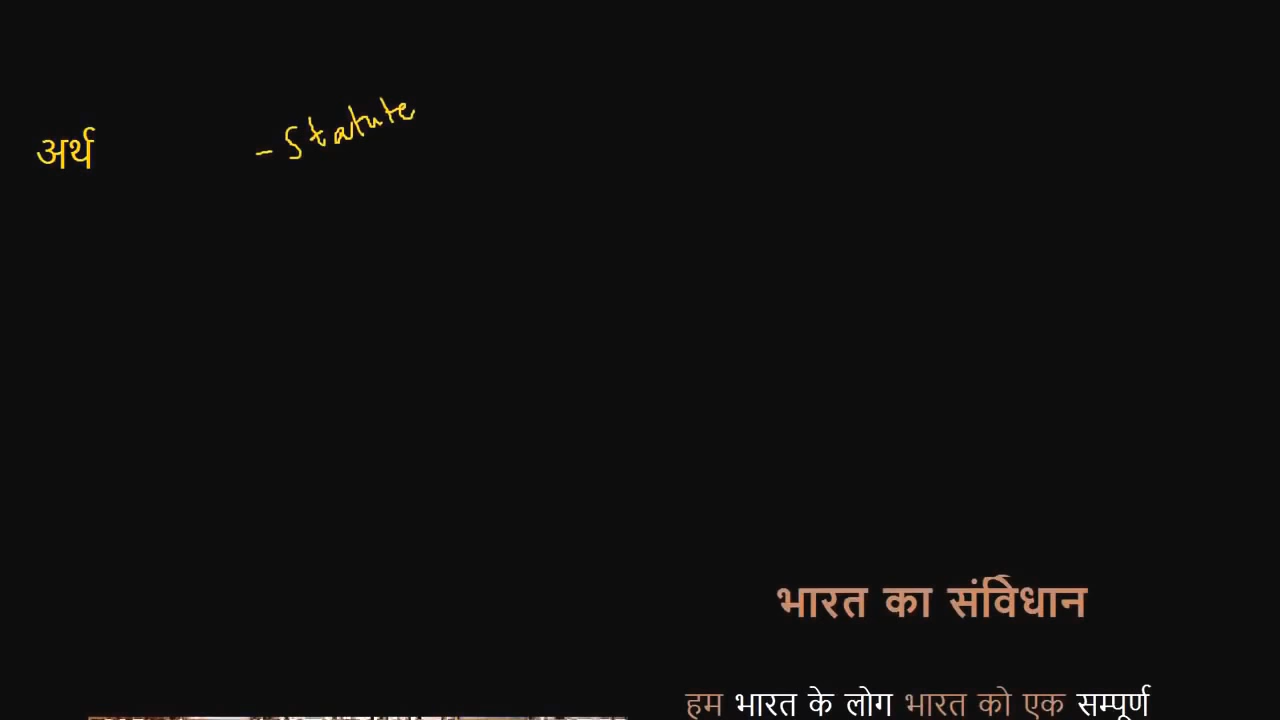 अर्थ - Statute
भारत का संविधान
हम भारत के लोग भारत को एक सम्पूर्ण